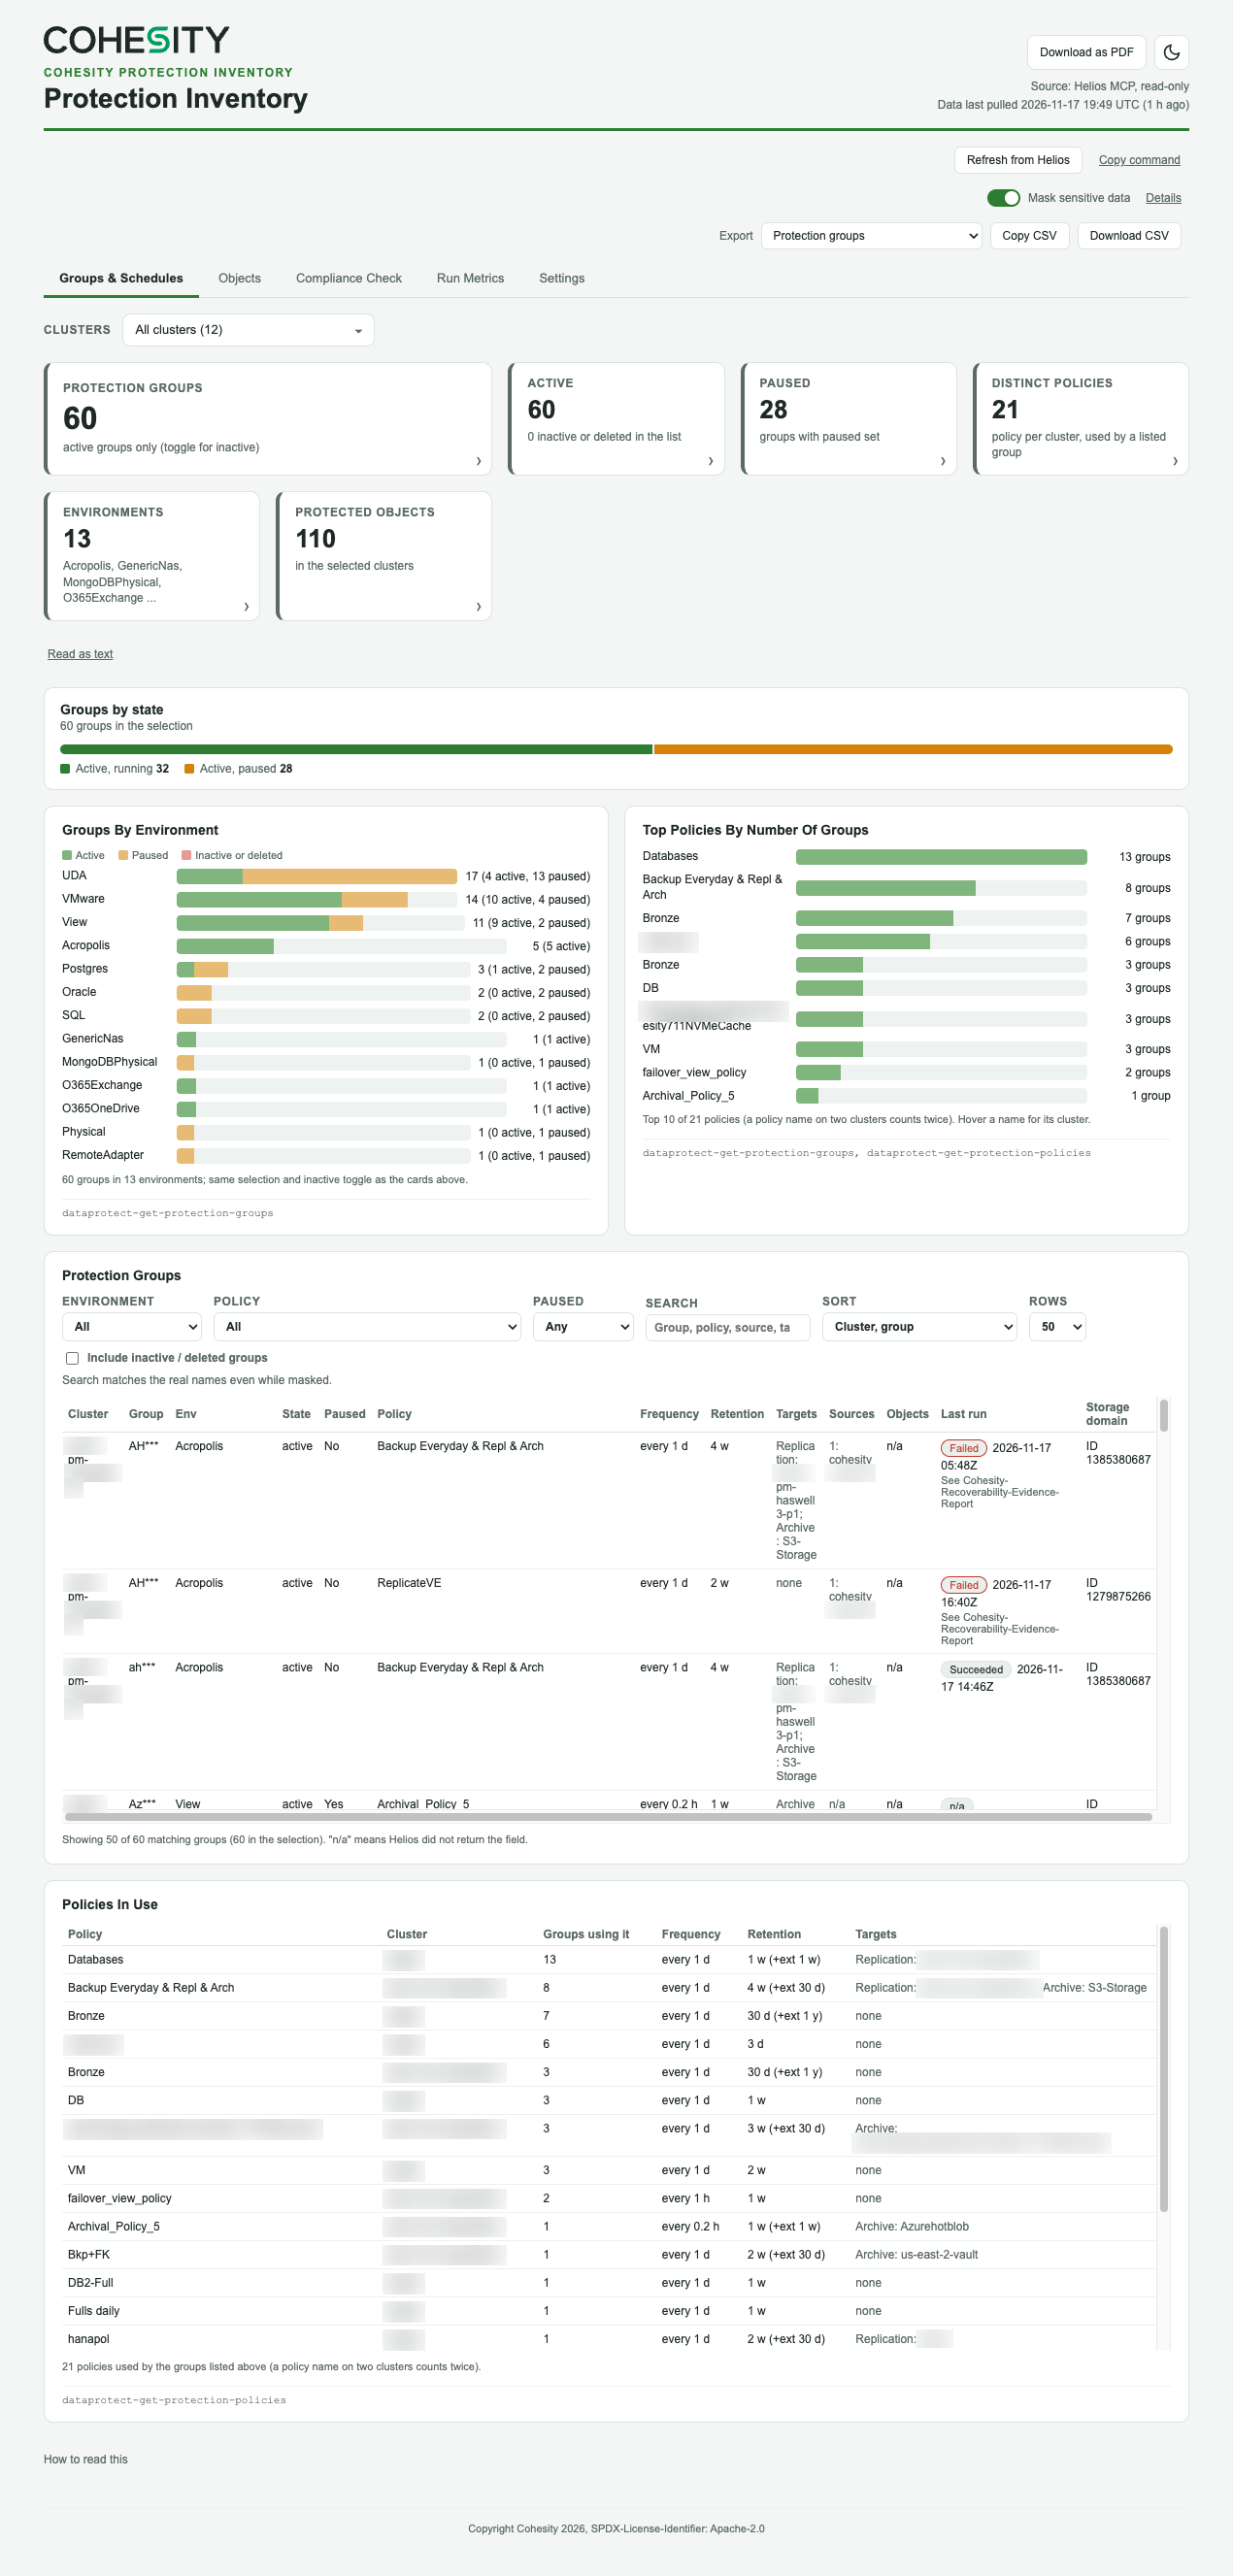 COHESITY
COHESITY PROTECTION INVENTORY
Protection Inventory
Download as PDF
Source: Helios MCP, read-only
Data last pulled 2026-11-17 19:49 UTC (1 h ago)
Refresh from Helios Copy command
Mask sensitive data Details
Export Protection groups Copy CSV Download CSV
Groups & Schedules Objects Compliance Check Run Metrics Settings
CLUSTERS All clusters (12)
PROTECTION GROUPS
60
active groups only (toggle for inactive)
ACTIVE
60
0 inactive or deleted in the list
PAUSED
28
groups with paused set
DISTINCT POLICIES
21
policy per cluster, used by a listed
group
ENVIRONMENTS
13
Acropolis, GenericNas,
MongoDBPhysical,
O365Exchange ...
PROTECTED OBJECTS
110
in the selected clusters
Read as text
Groups by state
60 groups in the selection
Active, running 32 Active, paused 28
Groups By Environment
Active Paused Inactive or deleted
UDA 17 (4 active, 13 paused)
VMware 14 (10 active, 4 paused)
View 11 (9 active, 2 paused)
Acropolis 5 (5 active)
Postgres 3 (1 active, 2 paused)
Oracle 2 (0 active, 2 paused)
SQL 2 (0 active, 2 paused)
GenericNas 1 (1 active)
MongoDBPhysical 1 (0 active, 1 paused)
O365Exchange 1 (1 active)
O365OneDrive 1 (1 active)
Physical 1 (0 active, 1 paused)
RemoteAdapter 1 (0 active, 1 paused)
60 groups in 13 environments; same selection and inactive toggle as the cards above.
dataprotect-get-protection-groups
Top Policies By Number Of Groups
Databases 13 groups
Backup Everyday & Repl &
Arch 8 groups
Bronze 7 groups
6 groups
Bronze 3 groups
DB 3 groups
esity711NVMeCache 3 groups
VM 3 groups
failover_view_policy 2 groups
Archival_Policy_5 1 group
Top 10 of 21 policies (a policy name on two clusters counts twice). Hover a name for its cluster.
dataprotect-get-protection-groups, dataprotect-get-protection-policies
Protection Groups
ENVIRONMENT POLICY PAUSED SEARCH SORT ROWS
All All Any Group, policy, source, ta Cluster, group 50
Include inactive / deleted groups
Search matches the real names even while masked.
Cluster Group Env State Paused Policy Frequency Retention Targets Sources Objects Last run Storage
domain
AH*** Acropolis active No Backup Everyday & Repl & Arch every 1 d 4 w Replica 1: n/a Failed 2026-11-17 ID
pm- tion: cohesity 05:48Z 1385380687
See Cohesity-
pm- Recoverability-Evidence-
haswell Report
3-p1;
Archive
: S3-
Storage
AH*** Acropolis active No ReplicateVE every 1 d 2 w none 1: n/a Failed 2026-11-17 ID
pm- cohesity 16:40Z 1279875266
See Cohesity-
Recoverability-Evidence-
Report
ah*** Acropolis active No Backup Everyday & Repl & Arch every 1 d 4 w Replica 1: n/a Succeeded 2026-11- ID
pm- tion: cohesity 17 14:46Z 1385380687
pm-
haswell
3-p1;
Archive
: S3-
Storage
Az*** View active Yes Archival_Policy_5 every 0.2 h 1 w Archive n/a n/a n/a ID
Showing 50 of 60 matching groups (60 in the selection). "n/a" means Helios did not return the field.
Policies In Use
Policy Cluster Groups using it Frequency Retention Targets
Databases 13 every 1 d 1 w (+ext 1 w) Replication:
Backup Everyday & Repl & Arch 8 every 1 d 4 w (+ext 30 d) Replication: Archive: S3-Storage
Bronze 7 every 1 d 30 d (+ext 1 y) none
6 every 1 d 3 d none
Bronze 3 every 1 d 30 d (+ext 1 y) none
DB 3 every 1 d 1 w none
3 every 1 d 3 w (+ext 30 d) Archive:
VM 3 every 1 d 2 w none
failover_view_policy 2 every 1 h 1 w none
Archival_Policy_5 1 every 0.2 h 1 w (+ext 1 w) Archive: Azurehotblob
Bkp+FK 1 every 1 d 2 w (+ext 30 d) Archive: us-east-2-vault
DB2-Full 1 every 1 d 1 w none
Fulls daily 1 every 1 d 1 w none
hanapol 1 every 1 d 2 w (+ext 30 d) Replication:
21 policies used by the groups listed above (a policy name on two clusters counts twice).
dataprotect-get-protection-policies
How to read this
Copyright Cohesity 2026, SPDX-License-Identifier: Apache-2.0